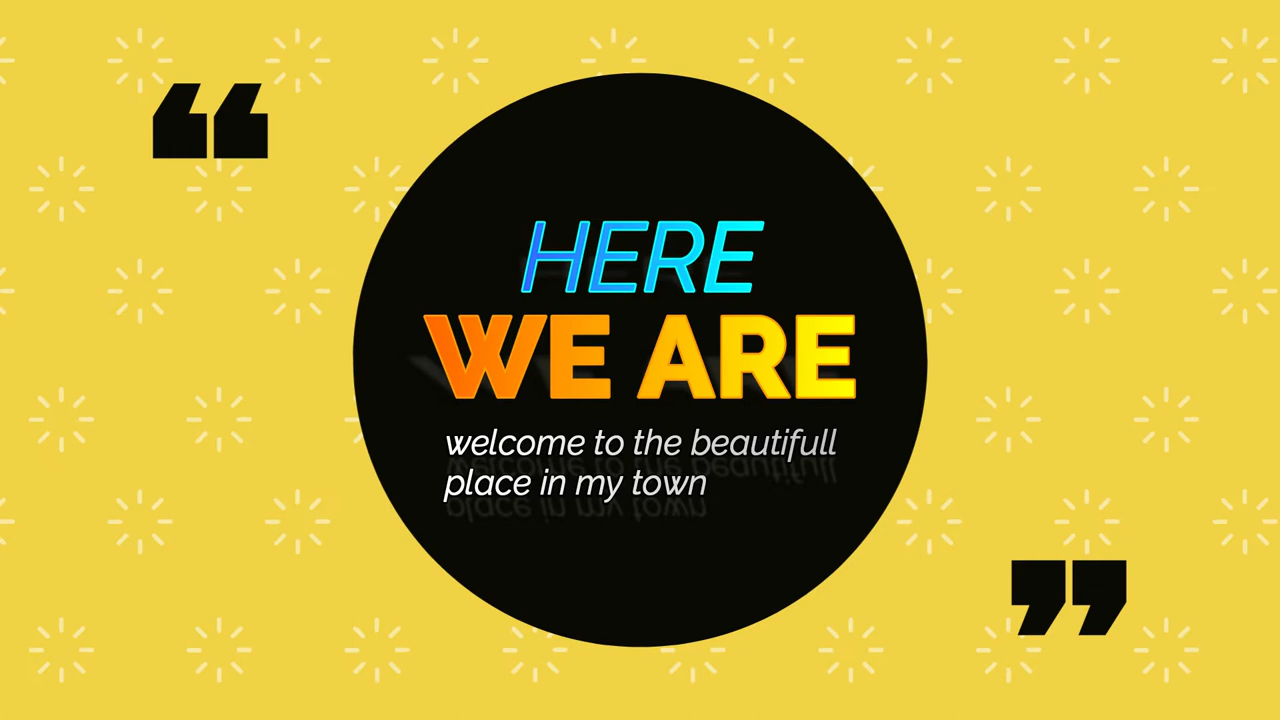 “
HERE
WE ARE
welcome to the beautifull
place in my town
”